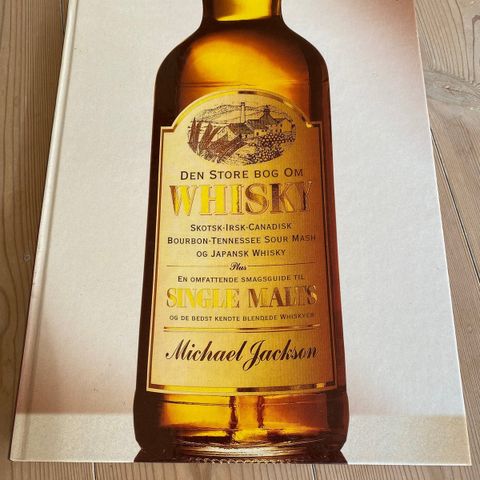 DEN STORE BOG OM
WHISKY
SKOTSK-IRSK-CANADISK
BOURBON-TENNESSEE SOUR MASH
OG JAPANSK WHISKY
Plus
EN OMFATTENDE SMAGSGUIDE TIL
SINGLE MALTS
OG DE BEDST KENDTE BLENDEDE WHISKYER
Michael Jackson